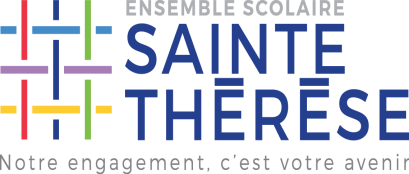 ENSEMBLE SCOLAIRE
SAINTE
THÉRÈSE
Notre engagement, c'est votre avenir